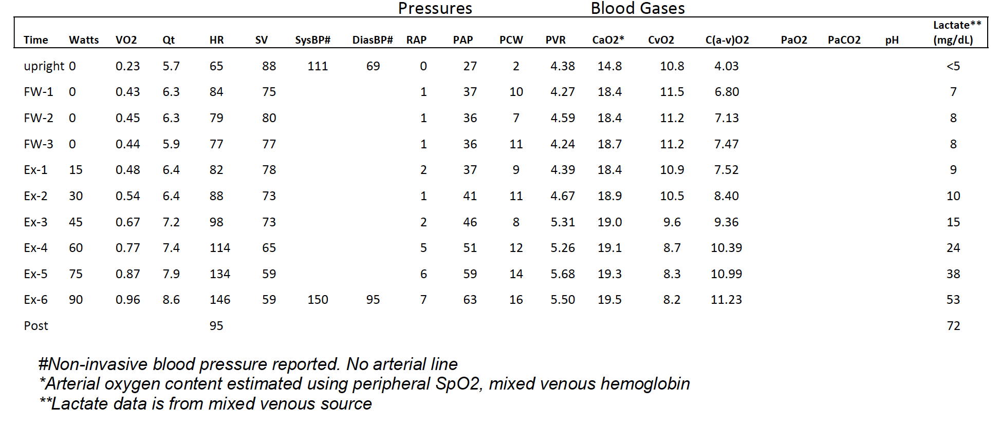 Pressures Blood Gases
Lactate**
Time Watts VO2 Qt HR SV SysBP# DiasBP# RAP PAP PCW PVR CaO2* CvO2 C(a-v)O2 PaO2 PaCO2 pH (mg/dL)
upright 0 0.23 5.7 65 88 111 69 0 27 2 4.38 14.8 10.8 4.03 <5
FW-1 0 0.43 6.3 84 75 1 37 10 4.27 18.4 11.5 6.80 7
FW-2 0 0.45 6.3 79 80 1 36 7 4.59 18.4 11.2 7.13 8
FW-3 0 0.44 5.9 77 77 1 36 11 4.24 18.7 11.2 7.47 8
Ex-1 15 0.48 6.4 82 78 2 37 9 4.39 18.4 10.9 7.52 9
Ex-2 30 0.54 6.4 88 73 1 41 11 4.67 18.9 10.5 8.40 10
Ex-3 45 0.67 7.2 98 73 2 46 8 5.31 19.0 9.6 9.36 15
Ex-4 60 0.77 7.4 114 65 5 51 12 5.26 19.1 8.7 10.39 24
Ex-5 75 0.87 7.9 134 59 6 59 14 5.68 19.3 8.3 10.99 38
Ex-6 90 0.96 8.6 146 59 150 95 7 63 16 5.50 19.5 8.2 11.23 53
Post 95 72
#Non-invasive blood pressure reported. No arterial line
*Arterial oxygen content estimated using peripheral SpO2, mixed venous hemoglobin
**Lactate data is from mixed venous source